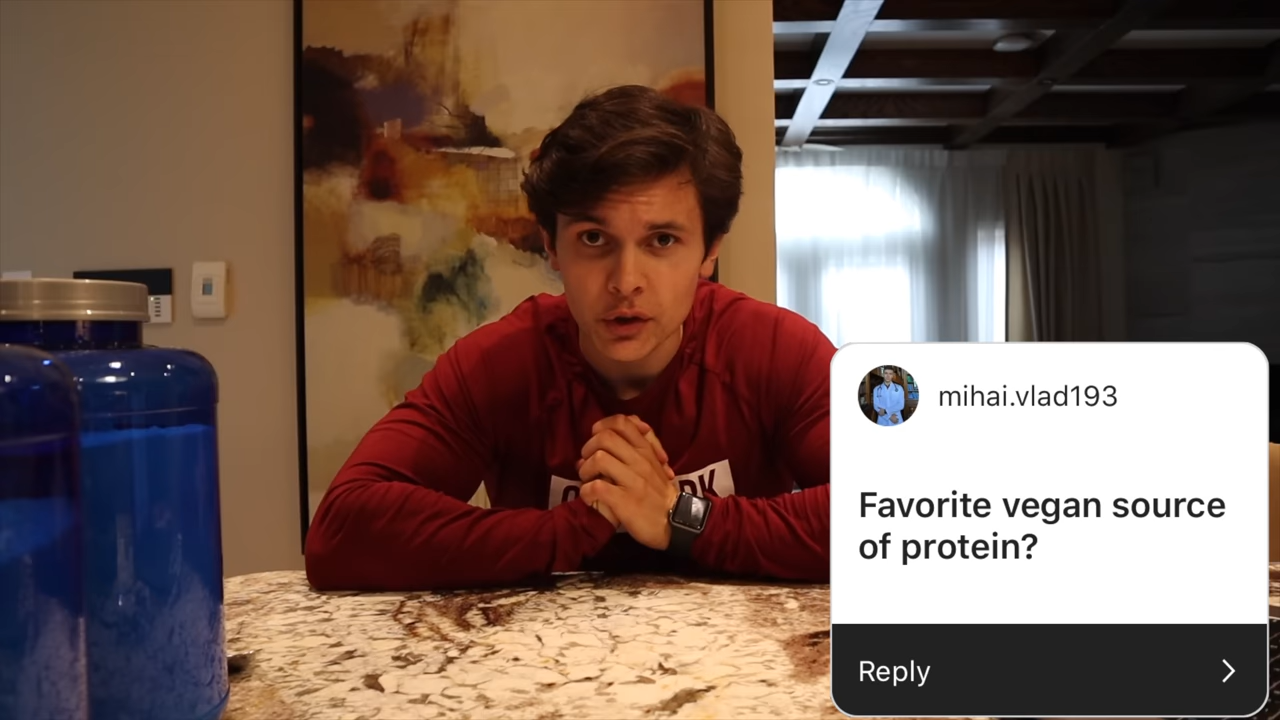 mihai.vlad193
Favorite vegan source
of protein?
Reply